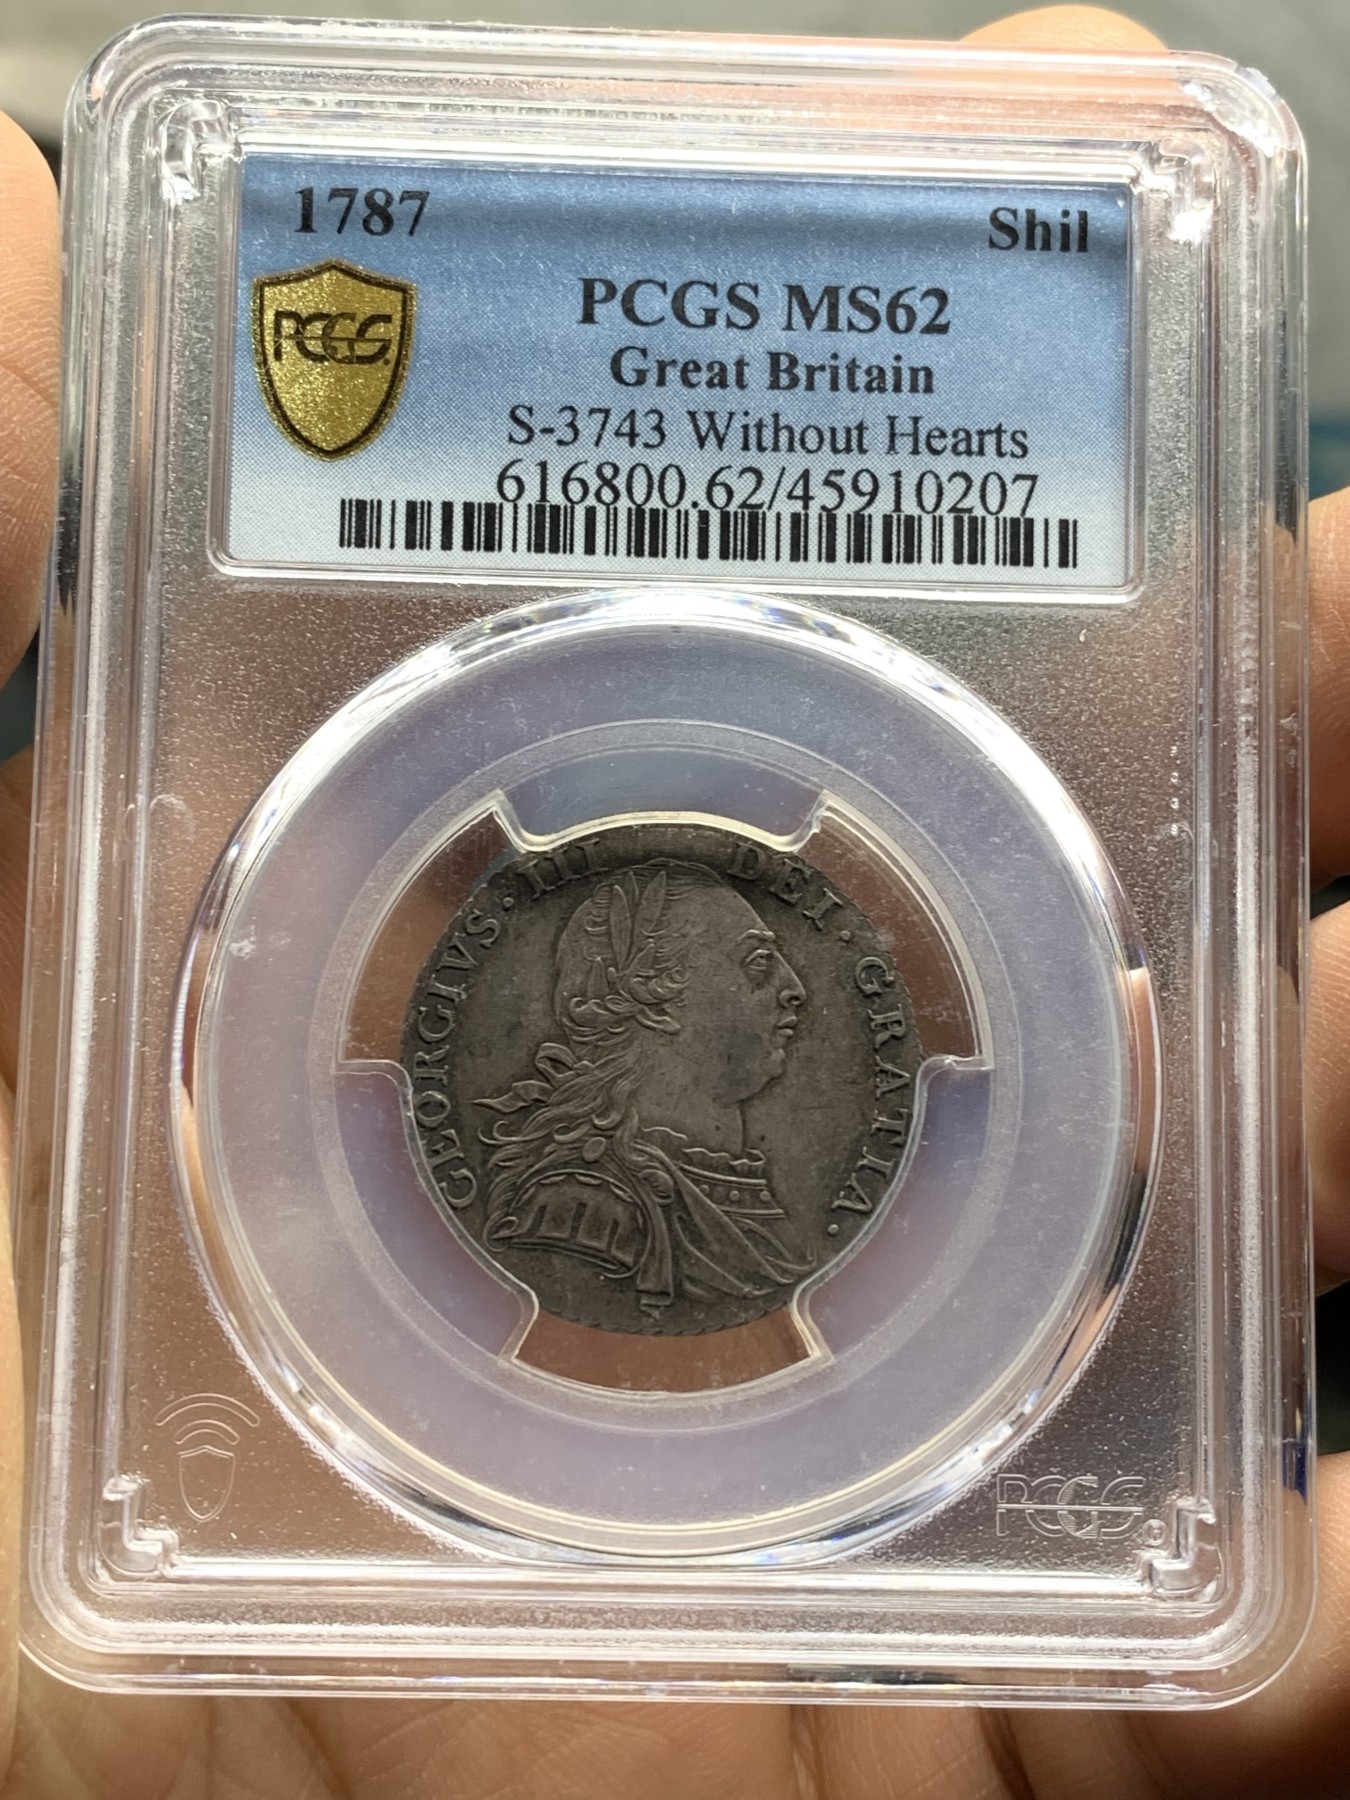 1787 Shil
PCGS MS62
PCGS
Great Britain
S-3743 Without Hearts
616800.62/45910207
GEORGIVS·III DEI·GRATIA·
PCGS